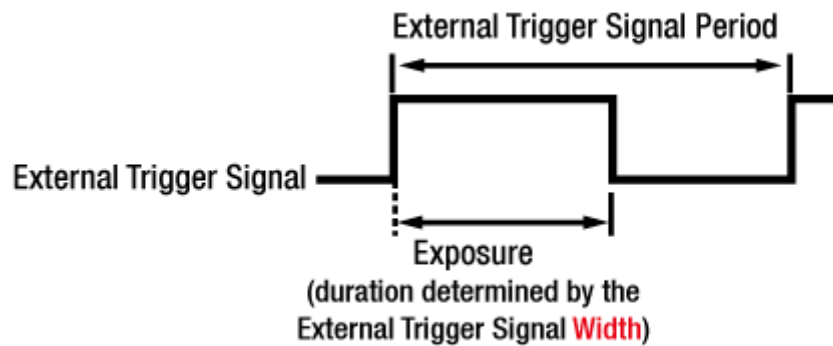 External Trigger Signal Period
External Trigger Signal
Exposure
(duration determined by the
External Trigger Signal Width)